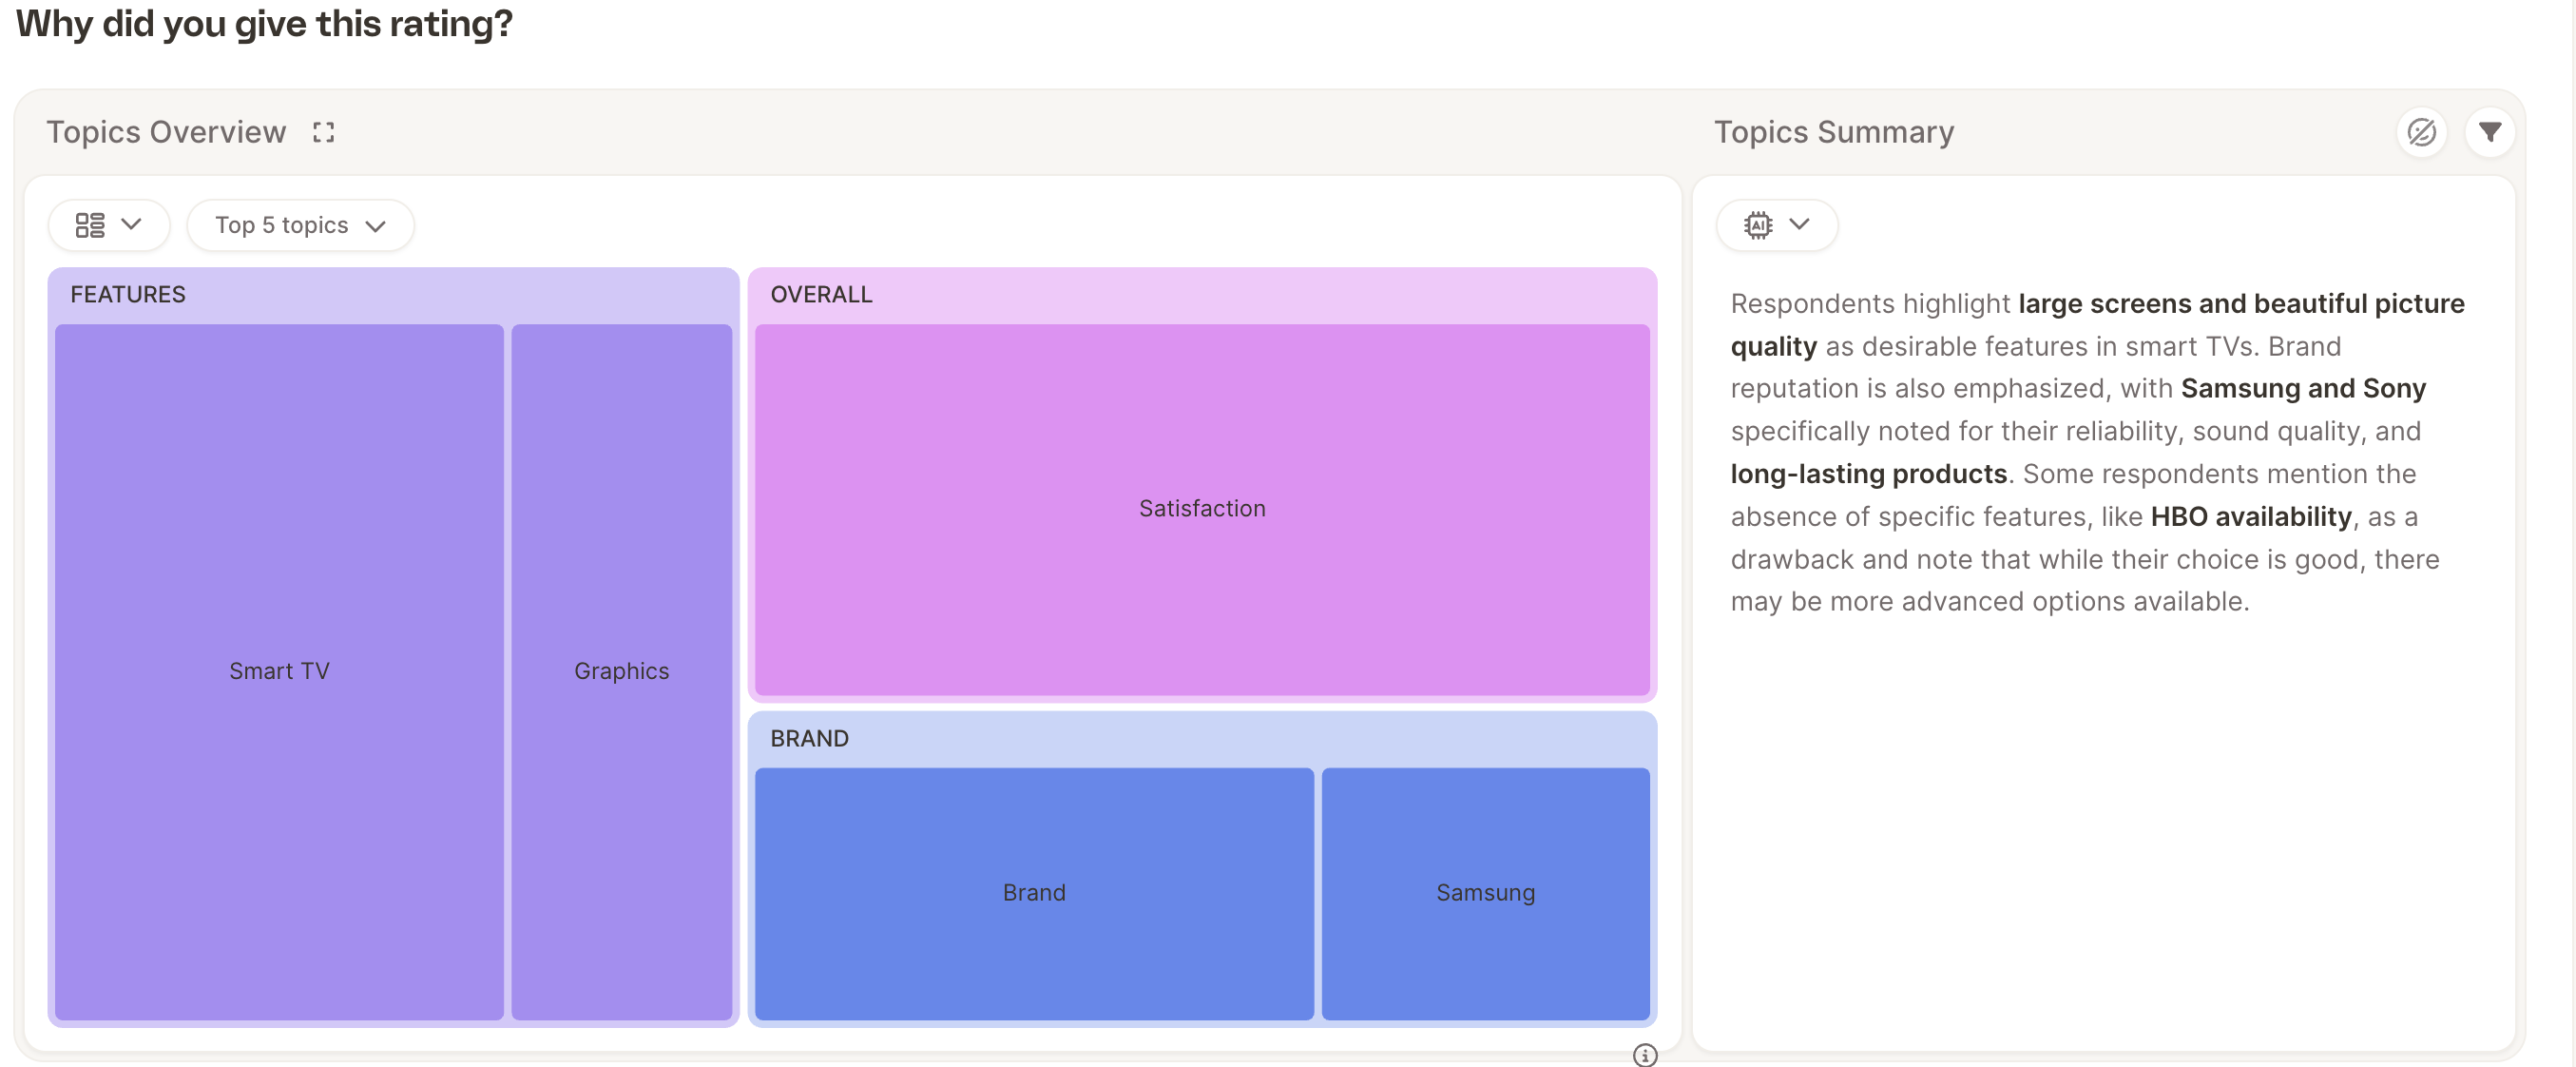 Why did you give this rating?
Topics Overview
Top 5 topics
FEATURES
Smart TV
Graphics
OVERALL
Satisfaction
BRAND
Brand
Samsung
Topics Summary
AI
Respondents highlight large screens and beautiful picture
quality as desirable features in smart TVs. Brand
reputation is also emphasized, with Samsung and Sony
specifically noted for their reliability, sound quality, and
long-lasting products. Some respondents mention the
absence of specific features, like HBO availability, as a
drawback and note that while their choice is good, there
may be more advanced options available.